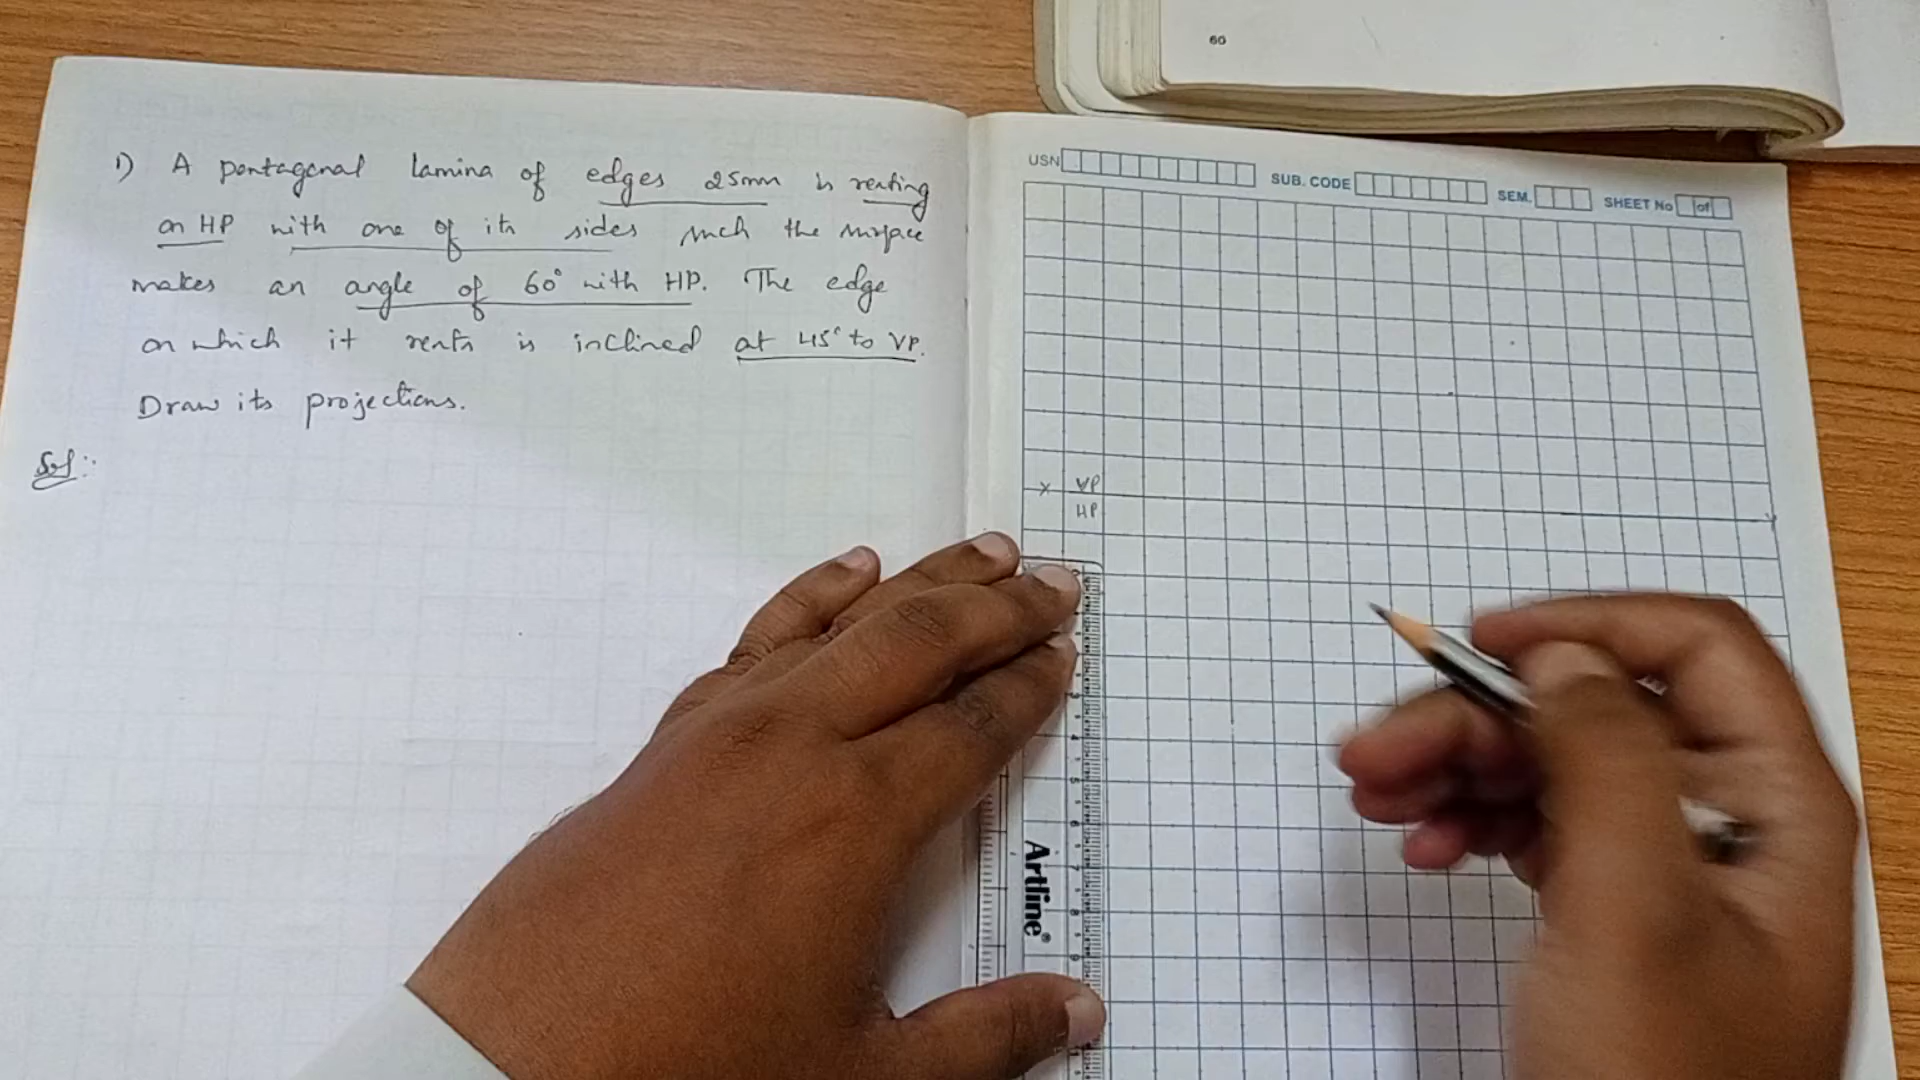 1) A pentagonal lamina of edges 25mm is resting
on HP with one of its sides such the surface
makes an angle of 60° with HP. The edge
on which it rests is inclined at 45° to VP.
Draw its projections.
Sol:-
60
USN SUB. CODE SEM. SHEET No of
X VP
HP
Y
Artline®